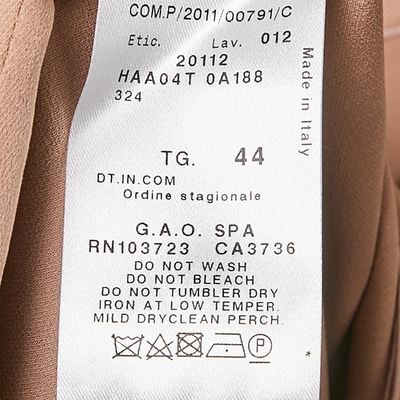 COM.P/2011/00791/C
Etic. Lav. 012
20112
HAA04T 0A188
324
Made in Italy
TG. 44
DT.IN.COM
Ordine stagionale
G.A.O. SPA
RN103723 CA3736
DO NOT WASH
DO NOT BLEACH
DO NOT TUMBLER DRY
IRON AT LOW TEMPER.
MILD DRYCLEAN PERCH.
P
*